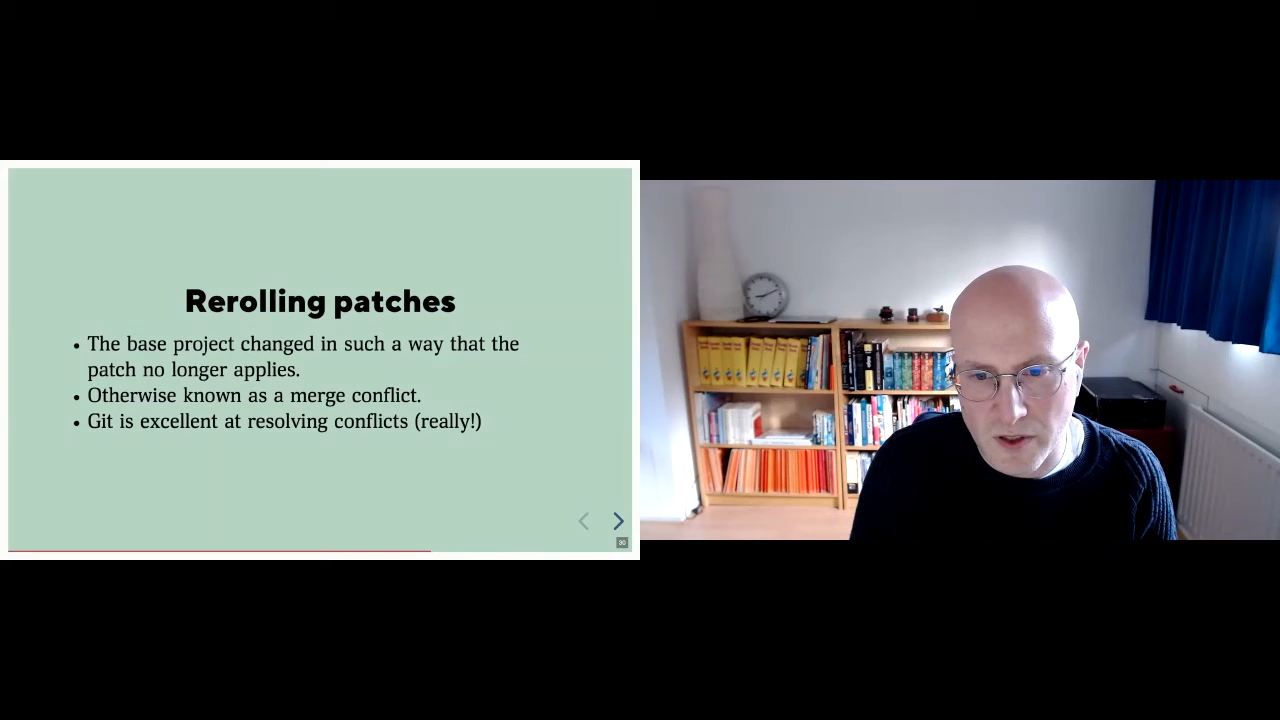 Rerolling patches
• The base project changed in such a way that the
patch no longer applies.
• Otherwise known as a merge conflict.
• Git is excellent at resolving conflicts (really!)
30